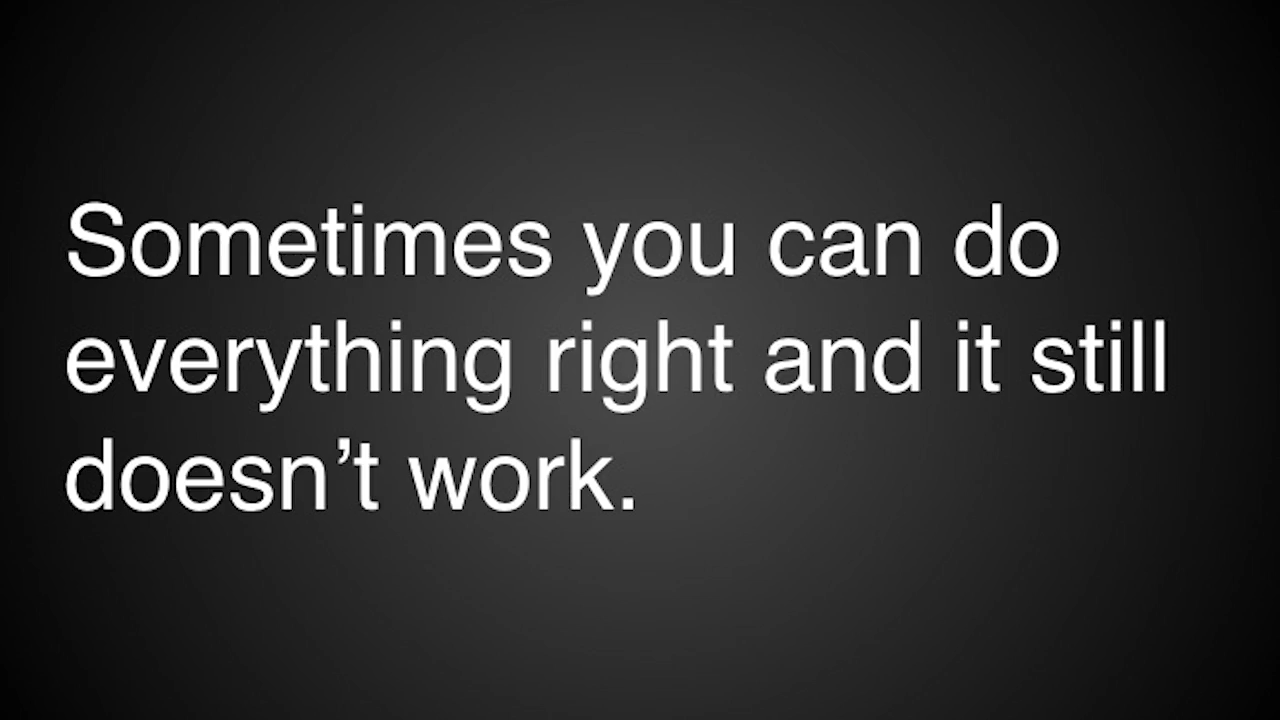 Sometimes you can do
everything right and it still
doesn’t work.